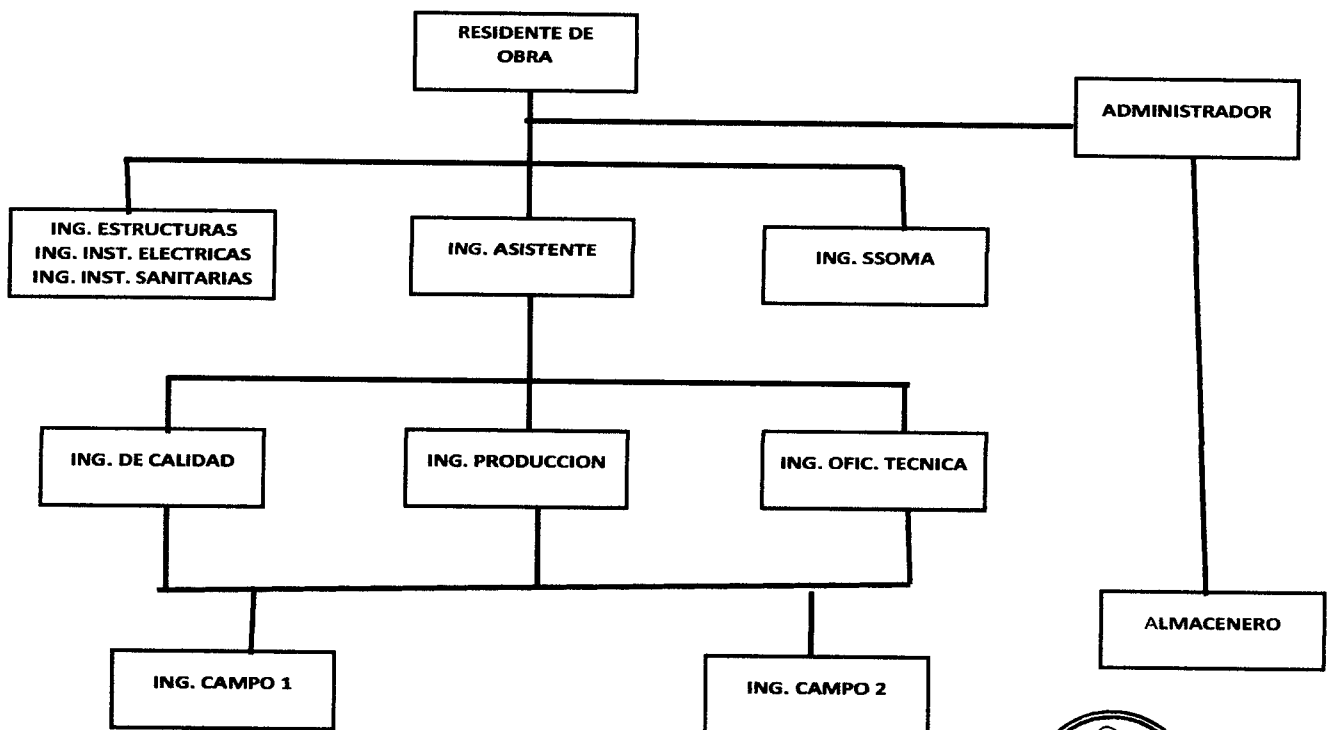 RESIDENTE DE
OBRA
ADMINISTRADOR
ING. ESTRUCTURAS
ING. INST. ELECTRICAS
ING. INST. SANITARIAS
ING. ASISTENTE
ING. SSOMA
ING. DE CALIDAD
ING. PRODUCCION
ING. OFIC. TECNICA
ALMACENERO
ING. CAMPO 1
ING. CAMPO 2